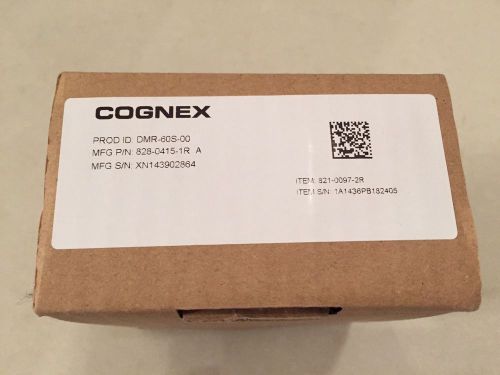 COGNEX
PROD ID: DMR-60S-00
MFG P/N: 828-0415-1R A
MFG S/N: XN143902864
ITEM: 821-0097-2R
ITEM S/N: 1A1436PB182405